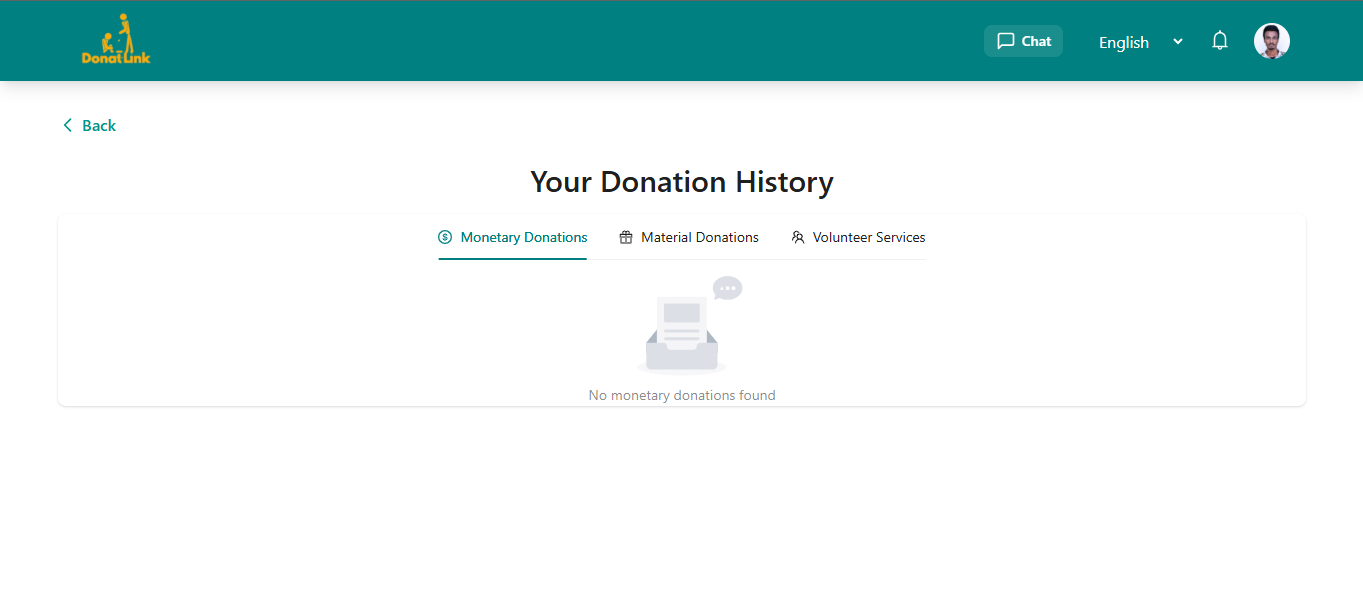 DonatLink
Chat
English
Back
Your Donation History
Monetary Donations
Material Donations
Volunteer Services
No monetary donations found